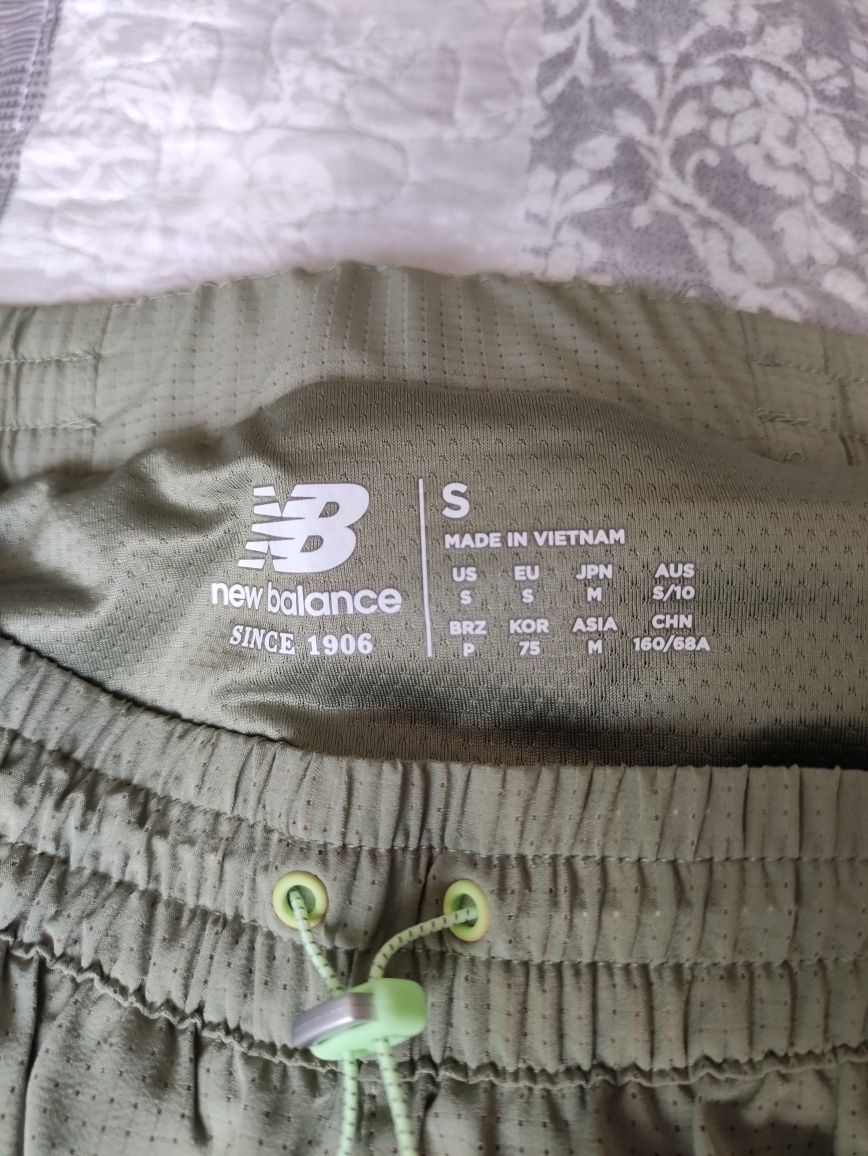 NB
new balance
SINCE 1906
S
MADE IN VIETNAM
US EU JPN AUS
S S M S/10
BRZ KOR ASIA CHN
P 75 M 160/68A